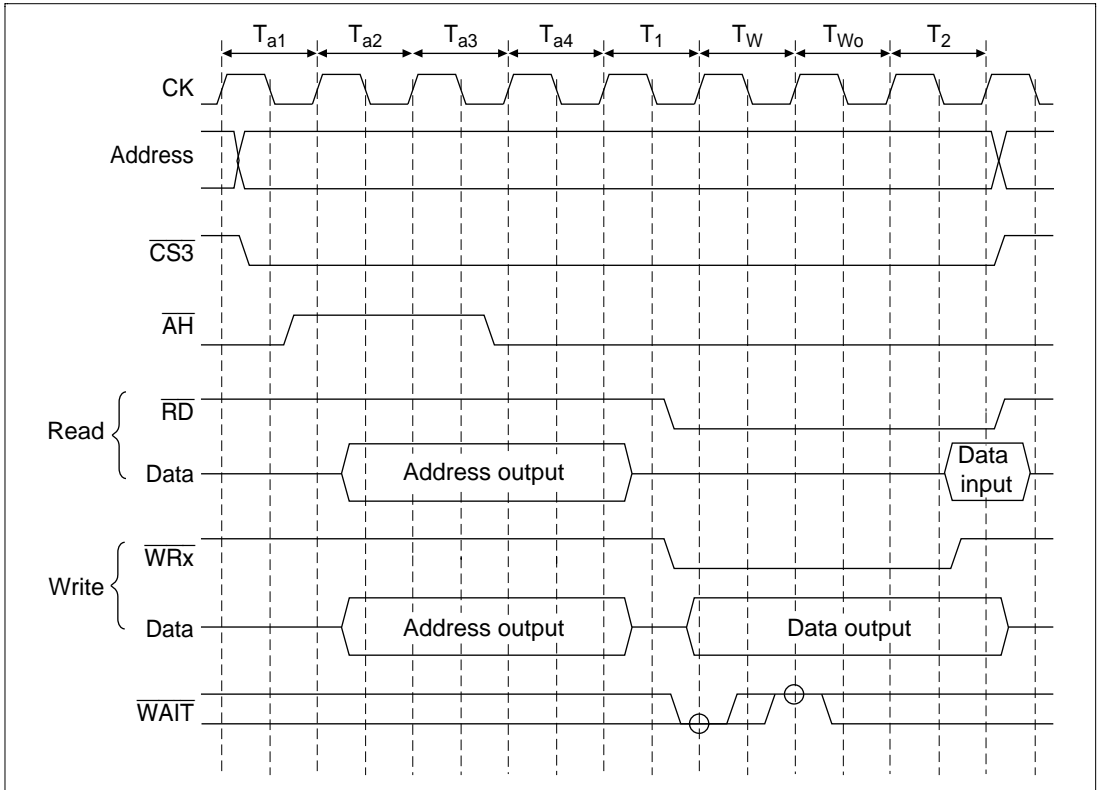 Ta1 Ta2 Ta3 Ta4 T1 TW TWo T2
CK
Address
CS3
AH
RD
Read
Data
Address output
Data
input
WRx
Write
Data
Address output
Data output
WAIT